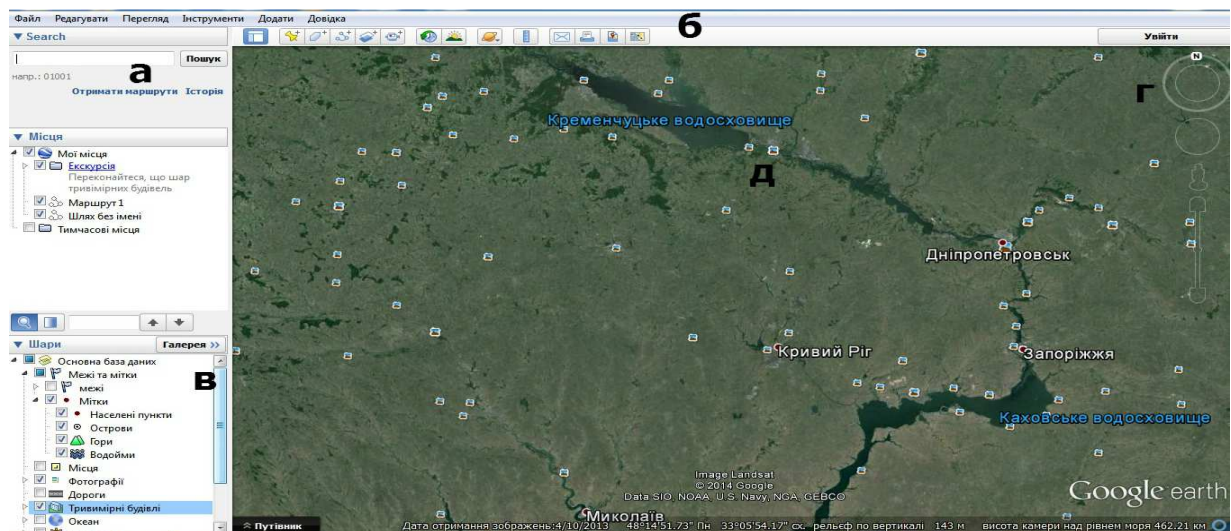 Файл Редагувати Перегляд Інструменти Додати Довідка
Search
б
Увійти
Пошук
а
напр.: 01001
Отримати маршрути Історія
N
г
Кременчуцьке водосховище
д
Місця
Мої місця
Екскурсія
Переконайтеся, що шар
тривимірних будівель
Маршрут 1
Шлях без імені
Тимчасові місця
Дніпропетровськ
Кривий Ріг
Запоріжжя
Каховське водосховище
Шари
Галерея >>
Основна база даних
Межі та мітки
в
межі
Мітки
Населені пункти
Острови
Гори
Водойми
Місця
Фотографії
Дороги
Тривимірні будівлі
Океан
Image Landsat
© 2014 Google
Data SIO, NOAA, U.S. Navy, NGA, GEBCO
Google earth
Миколаїв
Путівник
Дата отримання зображень:4/10/2013 48°14'51.73" Пн 33°05'54.17" сх. рельєф по вертикалі 143 м висота камери над рівнем моря 462.21 км